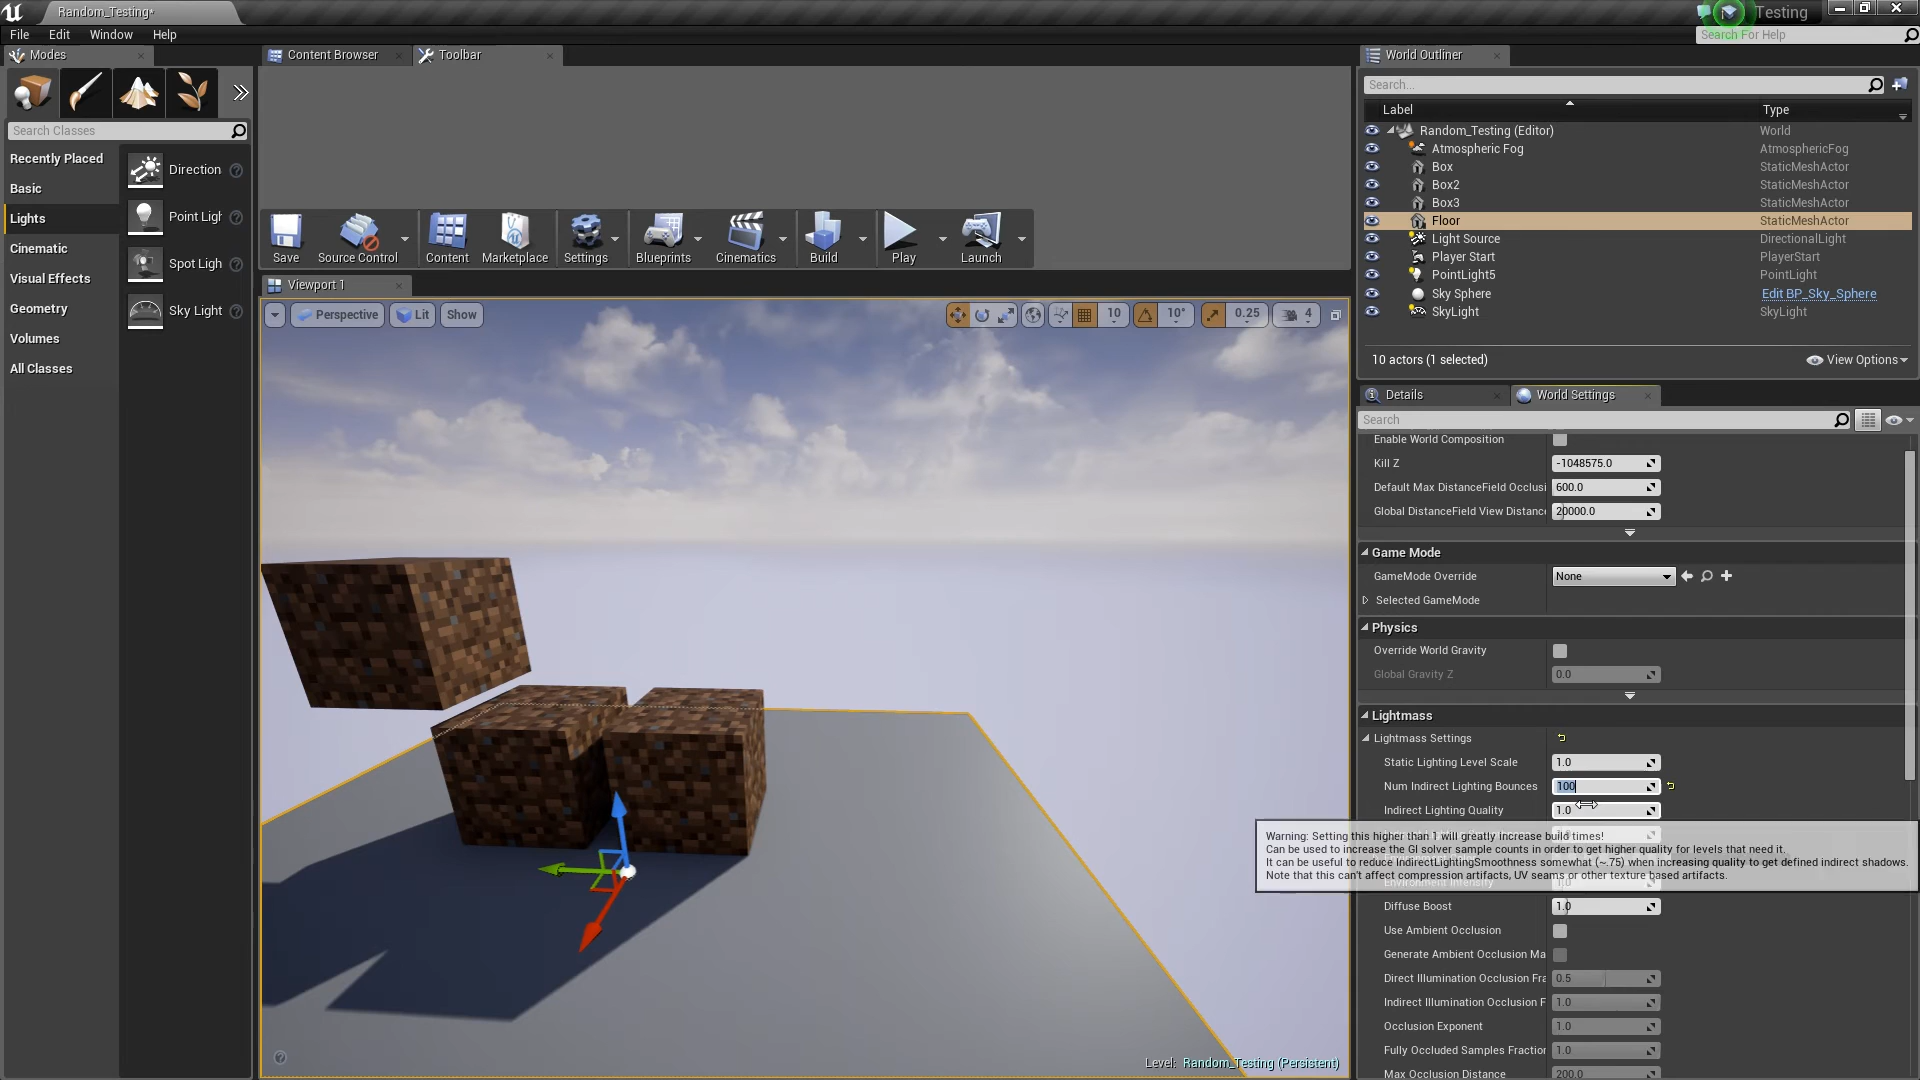 Random_Testing*
Testing
File Edit Window Help
Search For Help
Modes
Content Browser
Toolbar
World Outliner
Search Classes
Recently Placed
Basic
Lights
Cinematic
Visual Effects
Geometry
Volumes
All Classes
Direction
Point Ligh
Spot Ligh
Sky Light
Save
Source Control
Content
Marketplace
Settings
Blueprints
Cinematics
Build
Play
Launch
Viewport 1
Perspective
Lit
Show
10
10°
0.25
4
Level: Random_Testing (Persistent)
Search...
Label Type
Random_Testing (Editor) World
Atmospheric Fog AtmosphericFog
Box StaticMeshActor
Box2 StaticMeshActor
Box3 StaticMeshActor
Floor StaticMeshActor
Light Source DirectionalLight
Player Start PlayerStart
PointLight5 PointLight
Sky Sphere Edit BP_Sky_Sphere
SkyLight SkyLight
10 actors (1 selected)
View Options
Details
World Settings
Search
Enable World Composition
Kill Z -1048575.0
Default Max DistanceField Occlusi 600.0
Global DistanceField View Distance 20000.0
Game Mode
GameMode Override None
Selected GameMode
Physics
Override World Gravity
Global Gravity Z 0.0
Lightmass
Lightmass Settings
Static Lighting Level Scale 1.0
Num Indirect Lighting Bounces 100
Indirect Lighting Quality 1.0
Warning: Setting this higher than 1 will greatly increase build times!
Can be used to increase the GI solver sample counts in order to get higher quality for levels that need it.
It can be useful to reduce IndirectLightingSmoothness somewhat (~.75) when increasing quality to get defined indirect shadows.
Note that this can't affect compression artifacts, UV seams or other texture based artifacts.
Environment Intensity 1.0
Diffuse Boost 1.0
Use Ambient Occlusion
Generate Ambient Occlusion Ma
Direct Illumination Occlusion Fra 0.5
Indirect Illumination Occlusion F 1.0
Occlusion Exponent 1.0
Fully Occluded Samples Fraction 1.0
Max Occlusion Distance 200.0